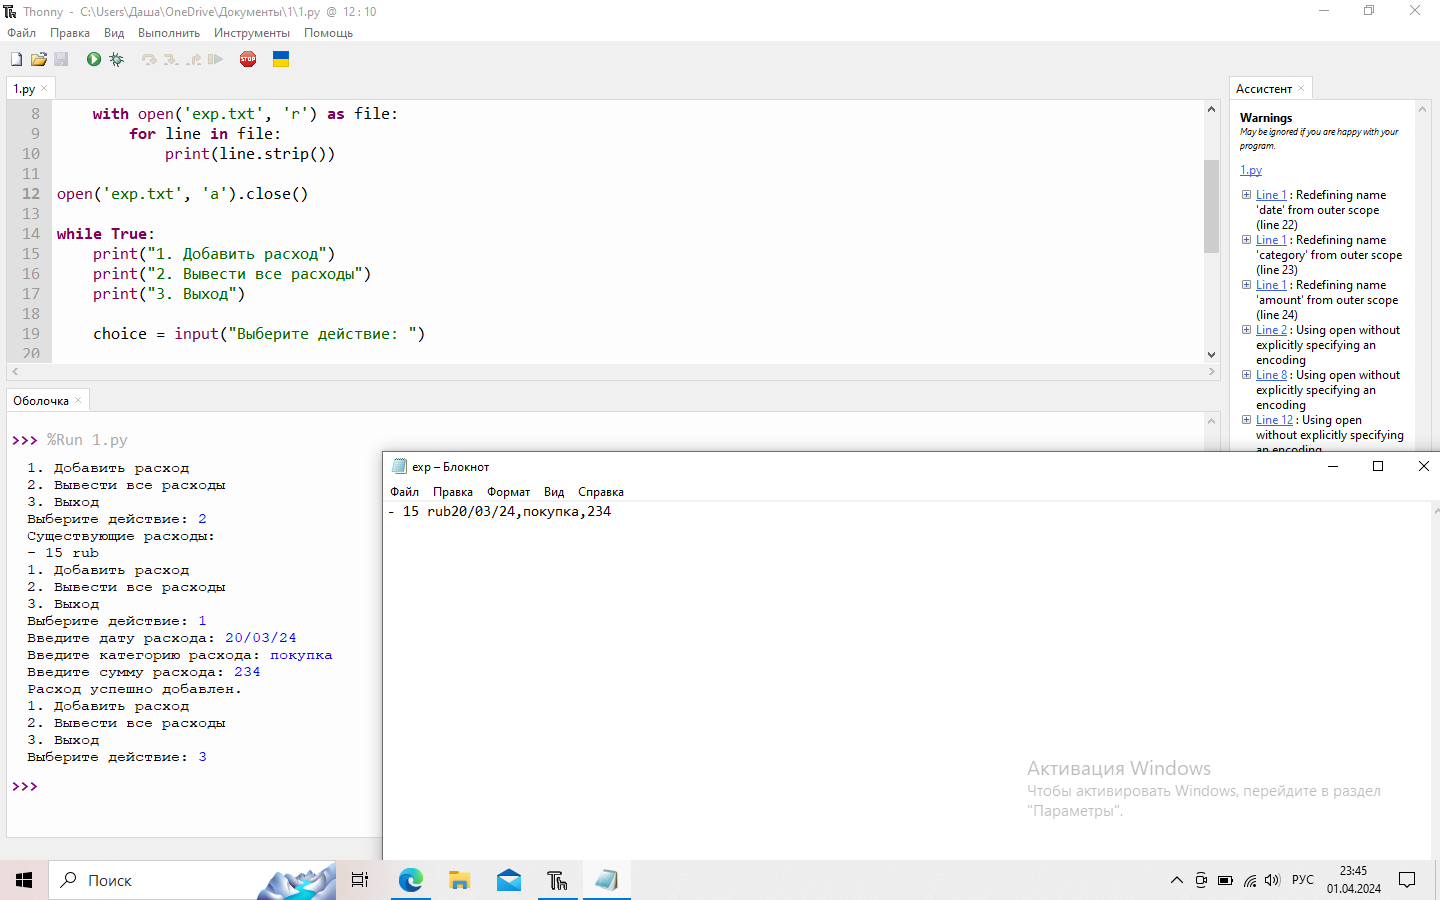 Thonny - C:\Users\Даша\OneDrive\Документы\1\1.py @ 12 : 10
Файл Правка Вид Выполнить Инструменты Помощь
STOP
1.py
8 with open('exp.txt', 'r') as file:
9 for line in file:
10 print(line.strip())
11
12 open('exp.txt', 'a').close()
13
14 while True:
15 print("1. Добавить расход")
16 print("2. Вывести все расходы")
17 print("3. Выход")
18
19 choice = input("Выберите действие: ")
20
Ассистент
Warnings
May be ignored if you are happy with your
program.
1.py
Line 1 : Redefining name
'date' from outer scope
(line 22)
Line 1 : Redefining name
'category' from outer scope
(line 23)
Line 1 : Redefining name
'amount' from outer scope
(line 24)
Line 2 : Using open without
explicitly specifying an
encoding
Line 8 : Using open without
explicitly specifying an
encoding
Line 12 : Using open
without explicitly specifying
an encoding
Оболочка
>>> %Run 1.py
1. Добавить расход
2. Вывести все расходы
3. Выход
Выберите действие: 2
Существующие расходы:
- 15 rub
1. Добавить расход
2. Вывести все расходы
3. Выход
Выберите действие: 1
Введите дату расхода: 20/03/24
Введите категорию расхода: покупка
Введите сумму расхода: 234
Расход успешно добавлен.
1. Добавить расход
2. Вывести все расходы
3. Выход
Выберите действие: 3
>>>
exp – Блокнот
Файл Правка Формат Вид Справка
- 15 rub20/03/24,покупка,234
Активация Windows
Чтобы активировать Windows, перейдите в раздел
"Параметры".
Поиск
РУС
23:45
01.04.2024